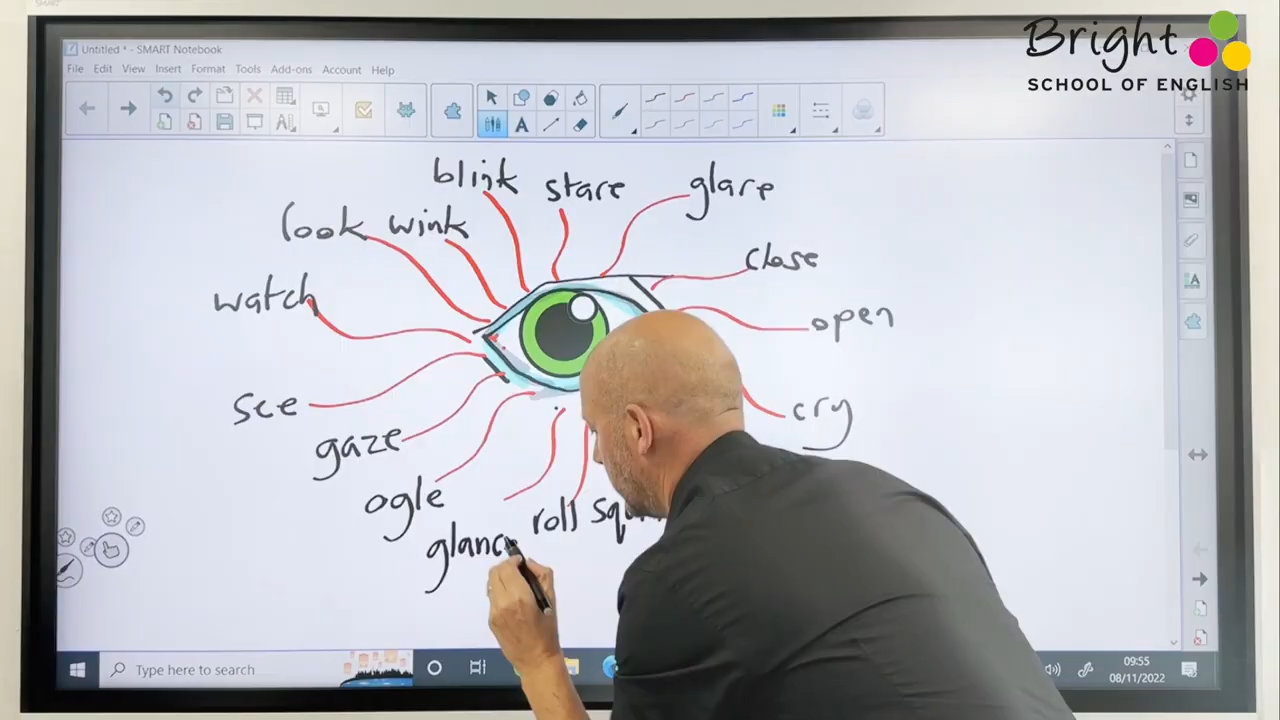 Untitled * - SMART Notebook
File Edit View Insert Format Tools Add-ons Account Help
Bright
SCHOOL OF ENGLISH
blink stare glare
look wink
close
watch
open
see
cry
gaze
ogle
roll squ
glanc
Type here to search
09:55
08/11/2022